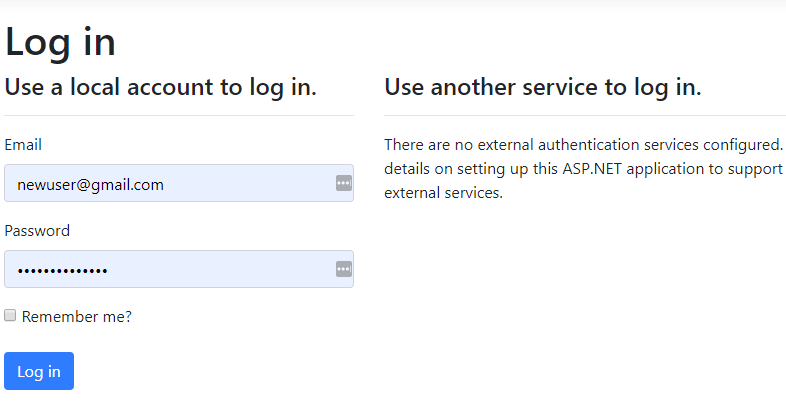 Log in
Use a local account to log in.
Email
newuser@gmail.com
Password
••••••••••••••
Remember me?
Log in
Use another service to log in.
There are no external authentication services configured.
details on setting up this ASP.NET application to support
external services.